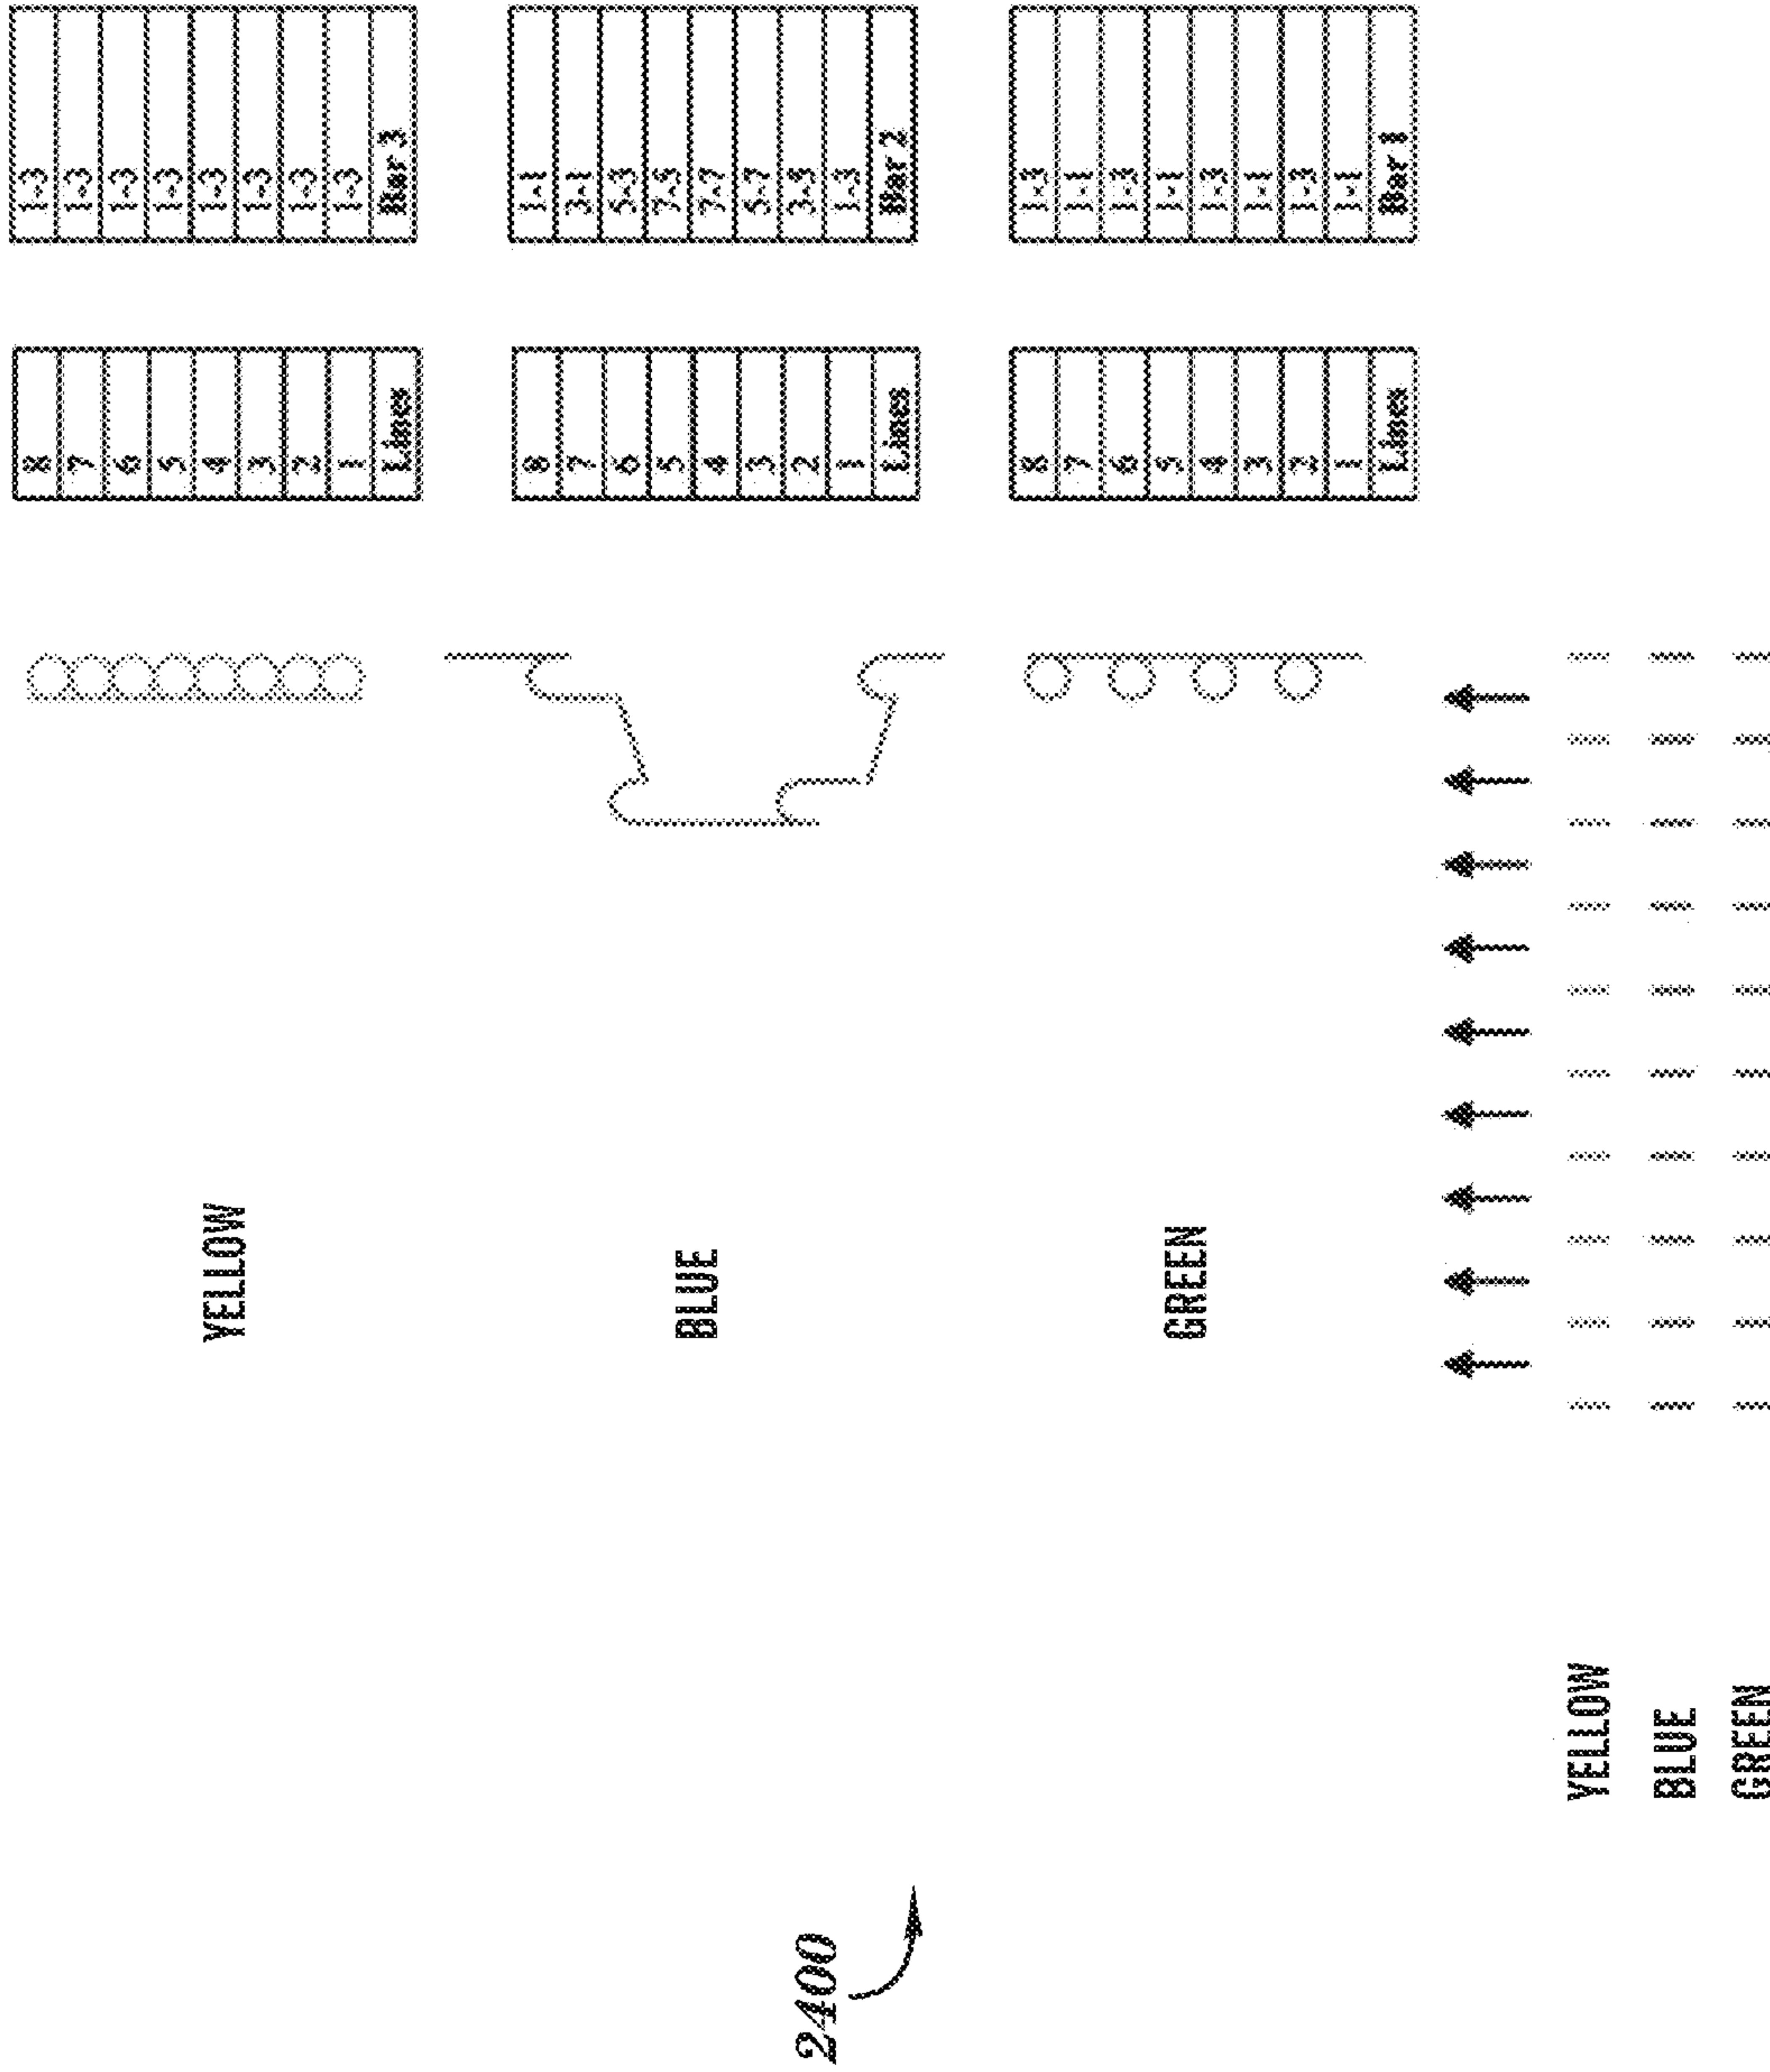 YELLOW
8 1-3
7 1-3
6 1-3
5 1-3
4 1-3
3 1-3
2 1-3
1 1-3
Lines Bar 3
BLUE
8 1-1
7 3-1
6 5-3
5 7-5
4 7-7
3 5-7
2 3-5
1 1-3
Lines Bar 2
2400
GREEN
8 1-3
7 1-1
6 1-3
5 1-1
4 1-3
3 1-1
2 1-3
1 1-1
Lines Bar 1
YELLOW
BLUE
GREEN